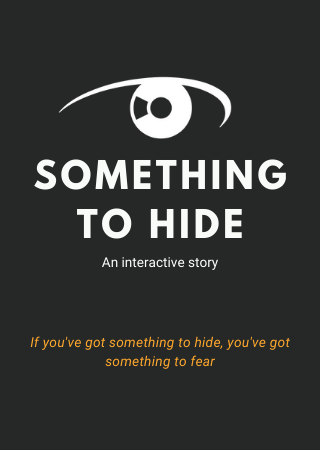 SOMETHING
TO HIDE
An interactive story
If you've got something to hide, you've got
something to fear